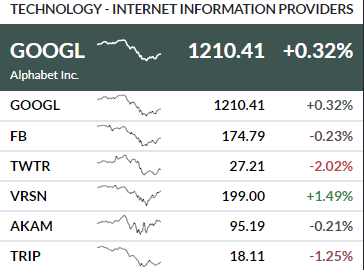 TECHNOLOGY - INTERNET INFORMATION PROVIDERS
GOOGL 1210.41 +0.32%
Alphabet Inc.
GOOGL 1210.41 +0.32%
FB 174.79 -0.23%
TWTR 27.21 -2.02%
VRSN 199.00 +1.49%
AKAM 95.19 -0.21%
TRIP 18.11 -1.25%